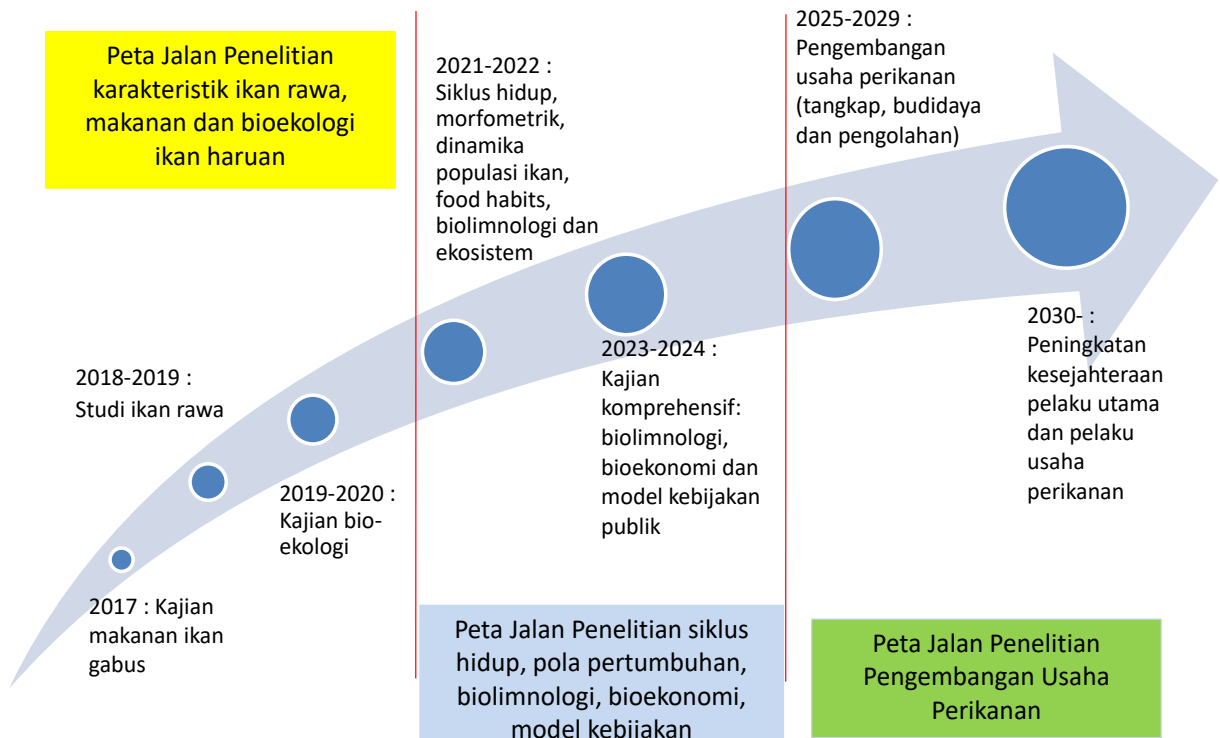 Peta Jalan Penelitian
karakteristik ikan rawa,
makanan dan bioekologi
ikan haruan
2017 : Kajian
makanan ikan
gabus
2018-2019 :
Studi ikan rawa
2019-2020 :
Kajian bio-
ekologi
2021-2022 :
Siklus hidup,
morfometrik,
dinamika
populasi ikan,
food habits,
biolimnologi dan
ekosistem
2023-2024 :
Kajian
komprehensif:
biolimnologi,
bioekonomi dan
model kebijakan
publik
Peta Jalan Penelitian siklus
hidup, pola pertumbuhan,
biolimnologi, bioekonomi,
model kebijakan
2025-2029 :
Pengembangan
usaha perikanan
(tangkap, budidaya
dan pengolahan)
2030- :
Peningkatan
kesejahteraan
pelaku utama
dan pelaku
usaha
perikanan
Peta Jalan Penelitian
Pengembangan Usaha
Perikanan